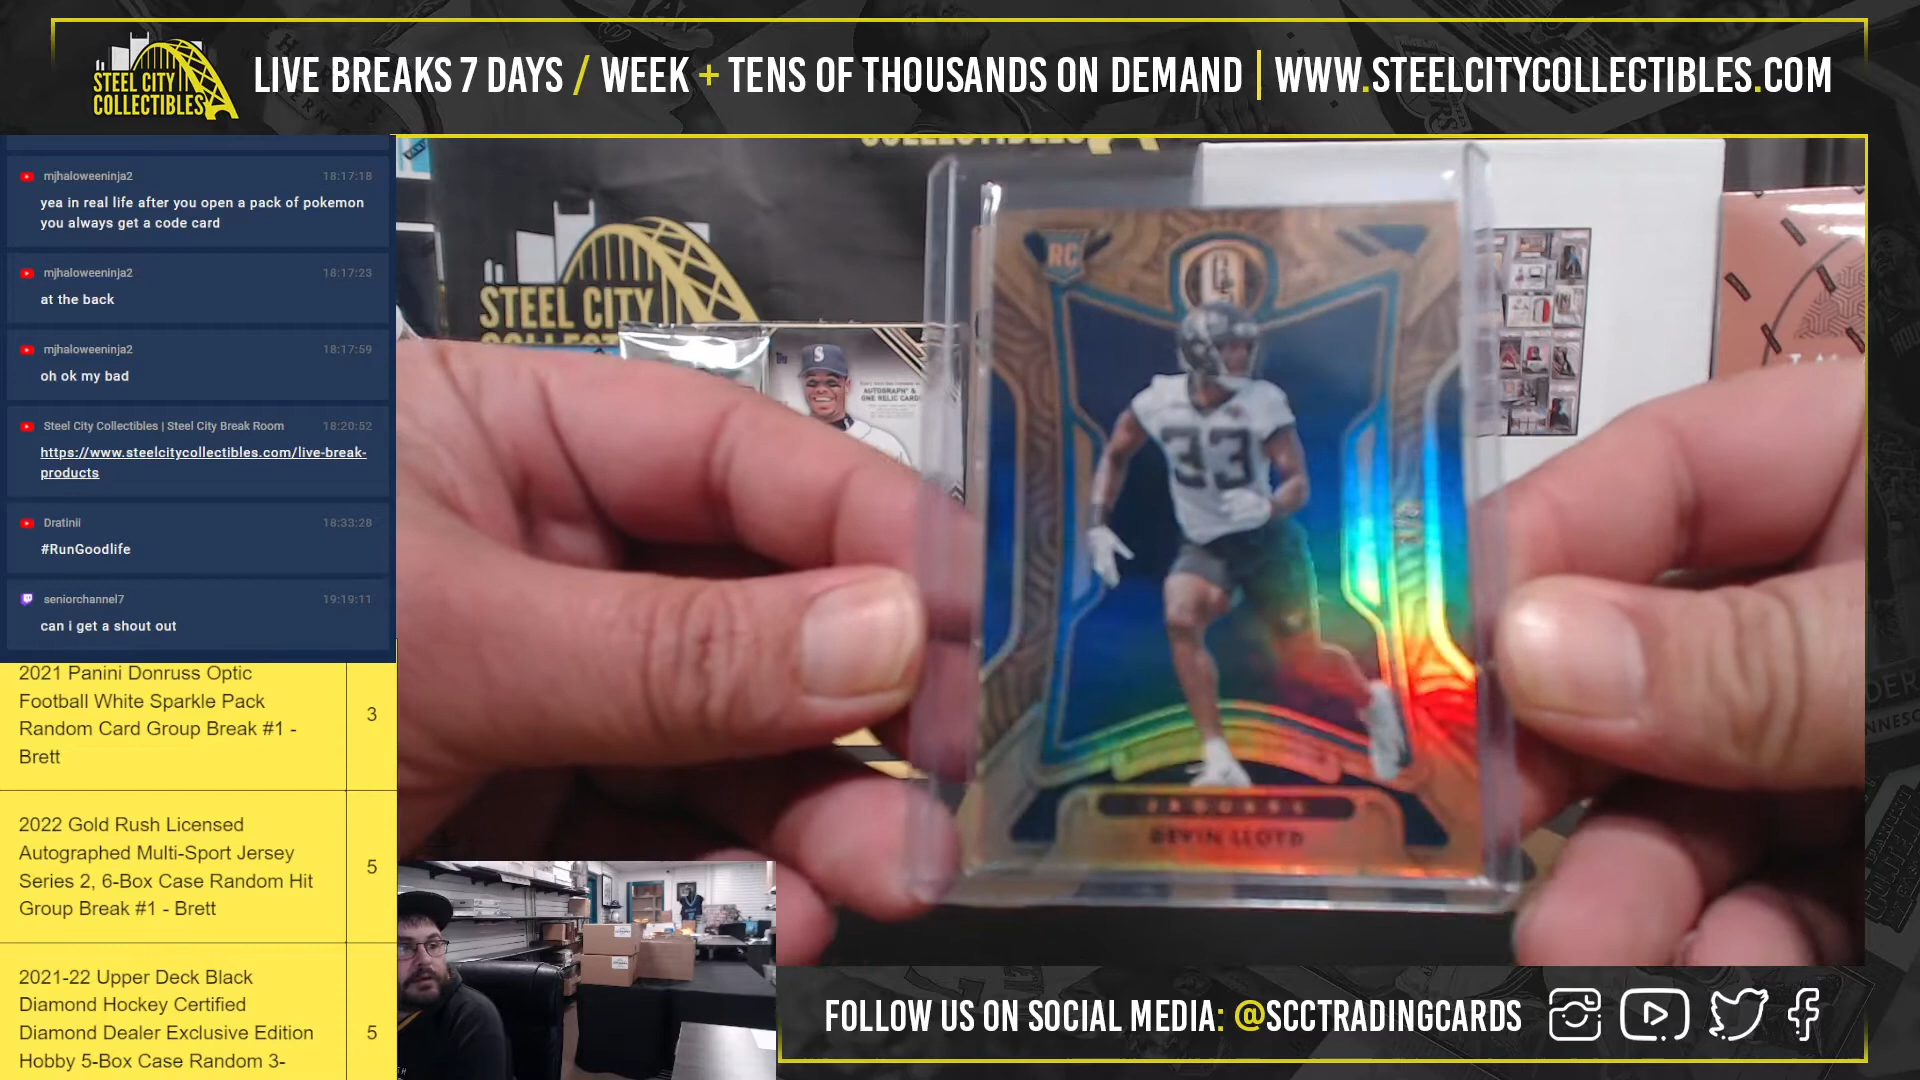 STEEL CITY
COLLECTIBLES
LIVE BREAKS 7 DAYS / WEEK + TENS OF THOUSANDS ON DEMAND | WWW.STEELCITYCOLLECTIBLES.COM
mjhaloweeninja2 18:17:18
yea in real life after you open a pack of pokemon
you always get a code card
mjhaloweeninja2 18:17:23
at the back
mjhaloweeninja2 18:17:59
oh ok my bad
Steel City Collectibles | Steel City Break Room 18:20:52
https://www.steelcitycollectibles.com/live-break-
products
Dratinii 18:33:28
#RunGoodlife
seniorchannel7 19:19:11
can i get a shout out
2021 Panini Donruss Optic
Football White Sparkle Pack
Random Card Group Break #1 -
Brett
3
2022 Gold Rush Licensed
Autographed Multi-Sport Jersey
Series 2, 6-Box Case Random Hit
Group Break #1 - Brett
5
2021-22 Upper Deck Black
Diamond Hockey Certified
Diamond Dealer Exclusive Edition
Hobby 5-Box Case Random 3-
5
STEEL CITY
AUTOGRAPH &
ONE RELIC CARD
S
RC
33
JAGUARS
DEVIN LLOYD
FOLLOW US ON SOCIAL MEDIA: @SCCTRADINGCARDS